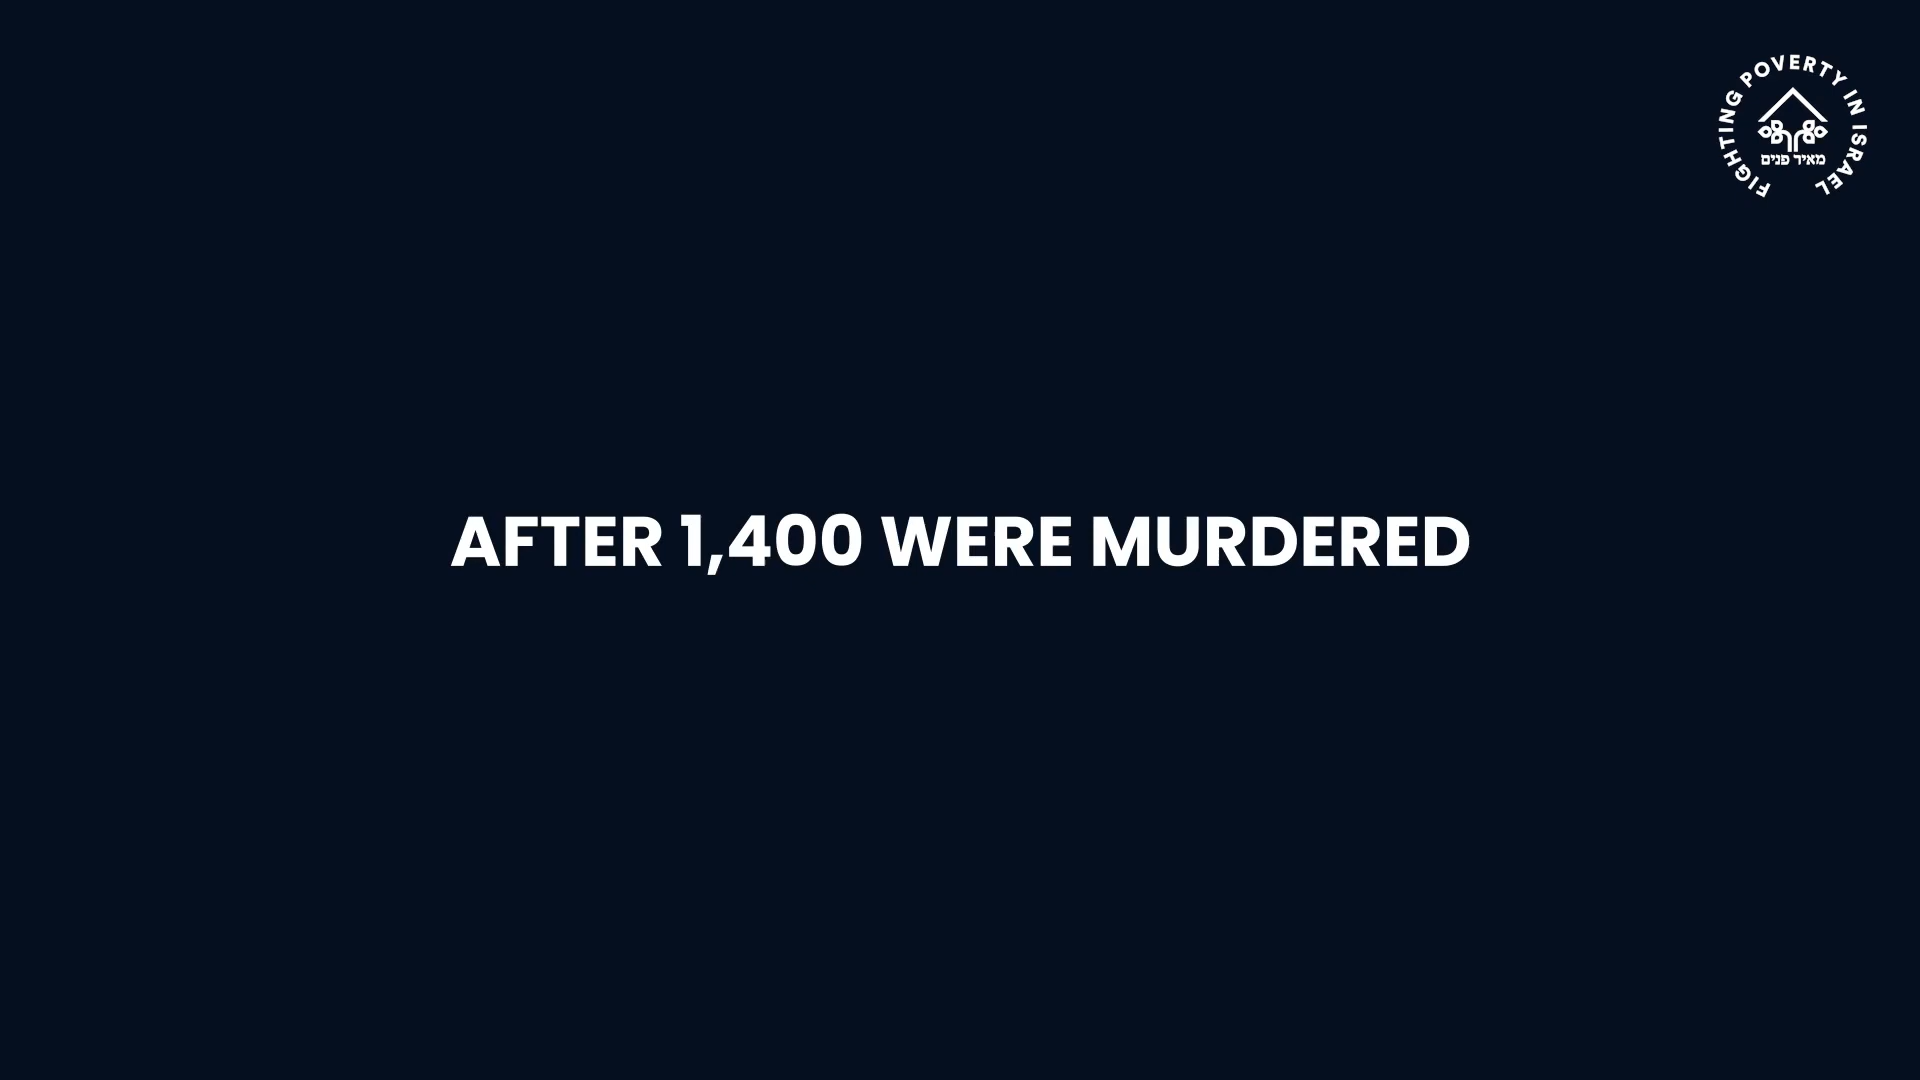 FIGHTING POVERTY IN ISRAEL
מאיר פנים
AFTER 1,400 WERE MURDERED